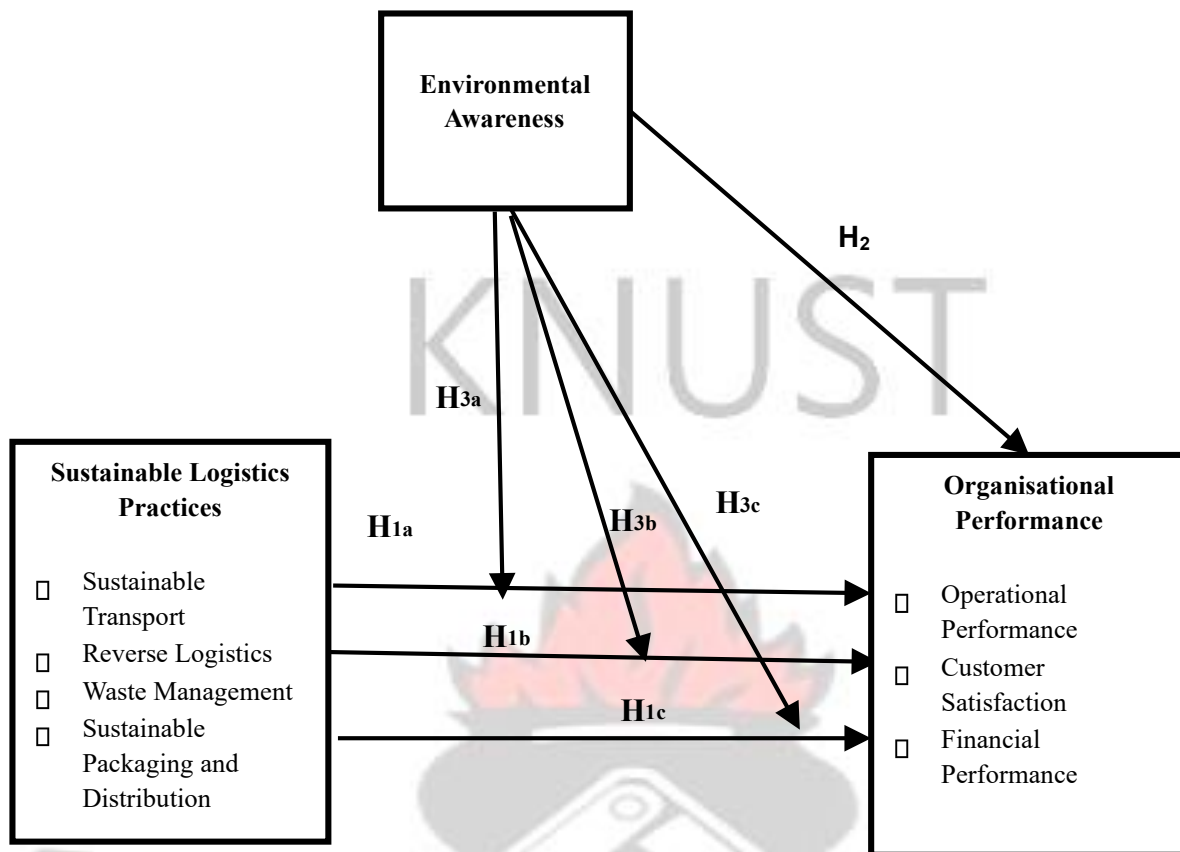 Environmental
Awareness
H2
KNUST
H3a
Sustainable Logistics
Practices
Organisational
Performance
H3c
H3b
H1a
Sustainable
Transport
Operational
Performance
H1b
Reverse Logistics
Customer
Satisfaction
Waste Management
H1c
Sustainable
Packaging and
Distribution
Financial
Performance